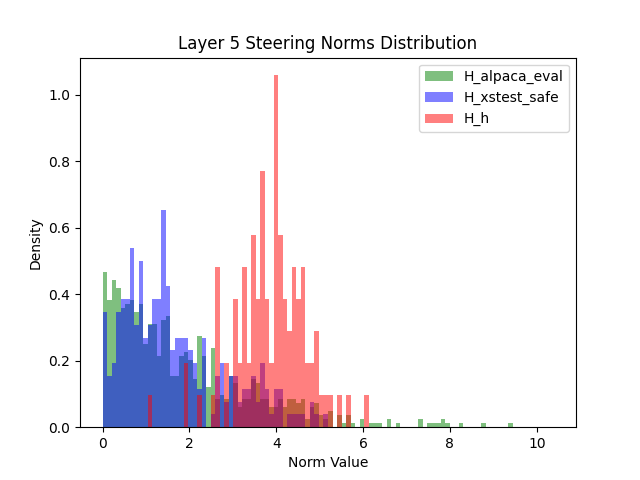 Layer 5 Steering Norms Distribution
H_alpaca_eval
H_xstest_safe
H_h
1.0
0.8
0.6
0.4
0.2
0.0
Density
0
2
4
6
8
10
Norm Value